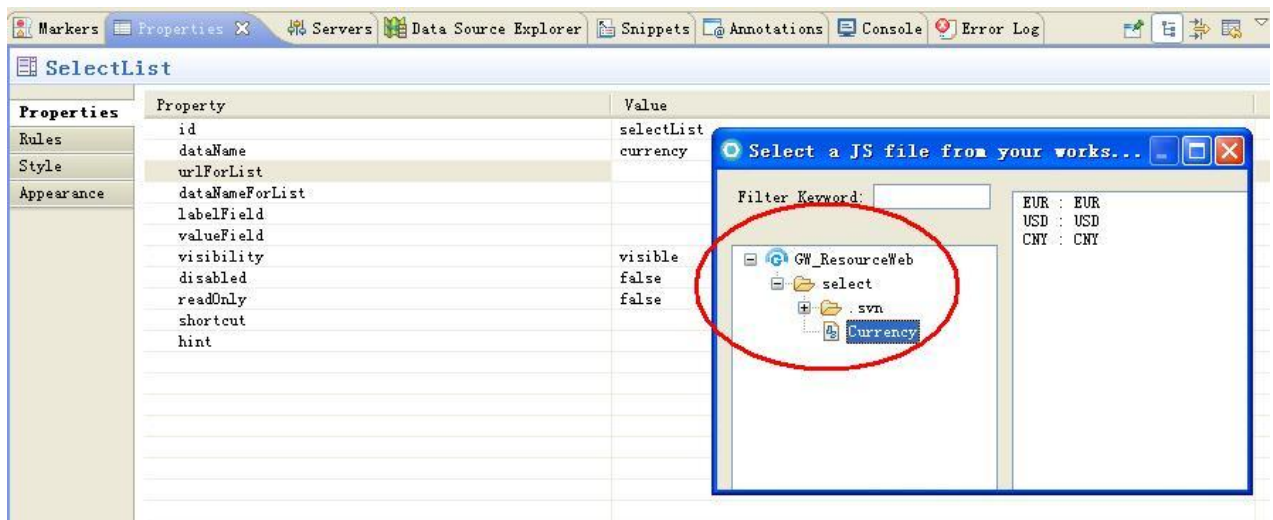 Markers Properties Servers Data Source Explorer Snippets Annotations Console Error Log
SelectList
Properties
Rules
Style
Appearance
Property Value
id selectList
dataName currency
urlForList
dataNameForList
labelField
valueField
visibility visible
disabled false
readOnly false
shortcut
hint
Select a JS file from your works...
Filter Keyword:
GW_ResourceWeb
select
.svn
Currency
EUR : EUR
USD : USD
CNY : CNY